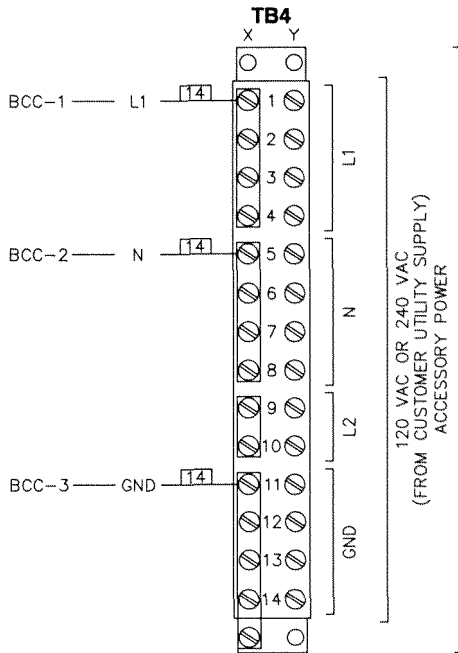 TB4
X Y
BCC-1 L1 14 1
2
3
4
L1
BCC-2 N 14 5
6
7
8
N
9
10
L2
BCC-3 GND 14 11
12
13
14
GND
120 VAC OR 240 VAC
(FROM CUSTOMER UTILITY SUPPLY)
ACCESSORY POWER